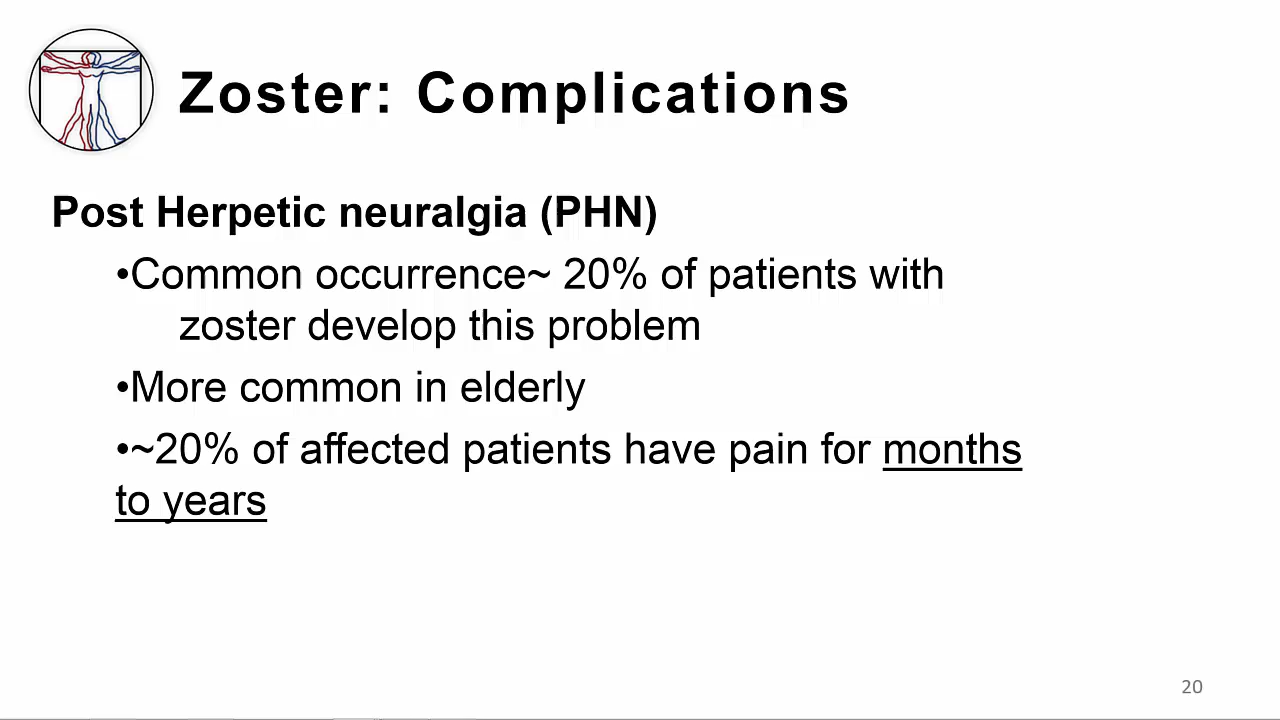 Zoster: Complications
Post Herpetic neuralgia (PHN)
•Common occurrence~ 20% of patients with
zoster develop this problem
•More common in elderly
•~20% of affected patients have pain for months
to years
20